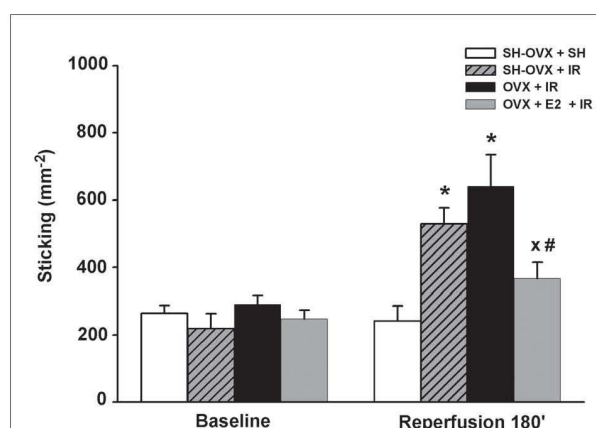 SH-OVX + SH
SH-OVX + IR
OVX + IR
OVX + E2 + IR
1000
800
600
400
200
0
Sticking (mm-2)
*
*
x #
Baseline
Reperfusion 180'